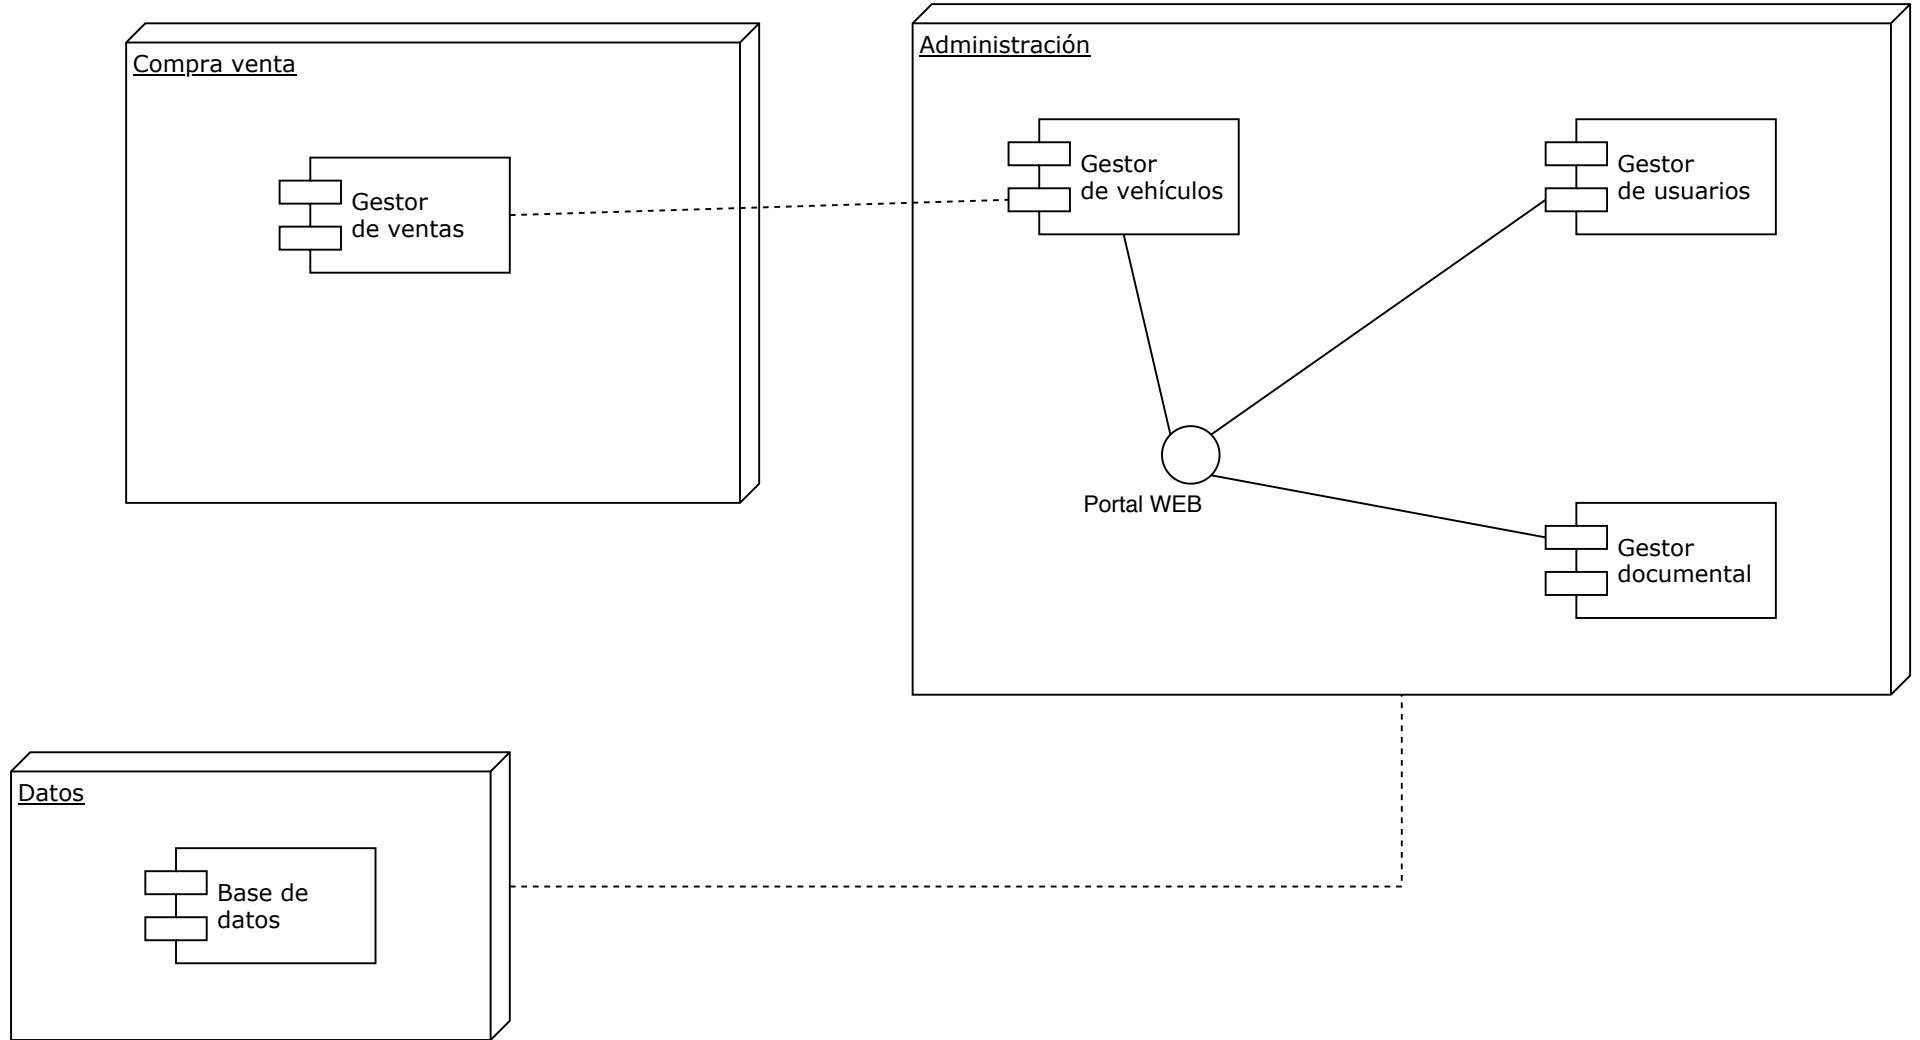 Compra venta
Gestor
de ventas
Administración
Gestor
de vehículos
Gestor
de usuarios
Portal WEB
Gestor
documental
Datos
Base de
datos